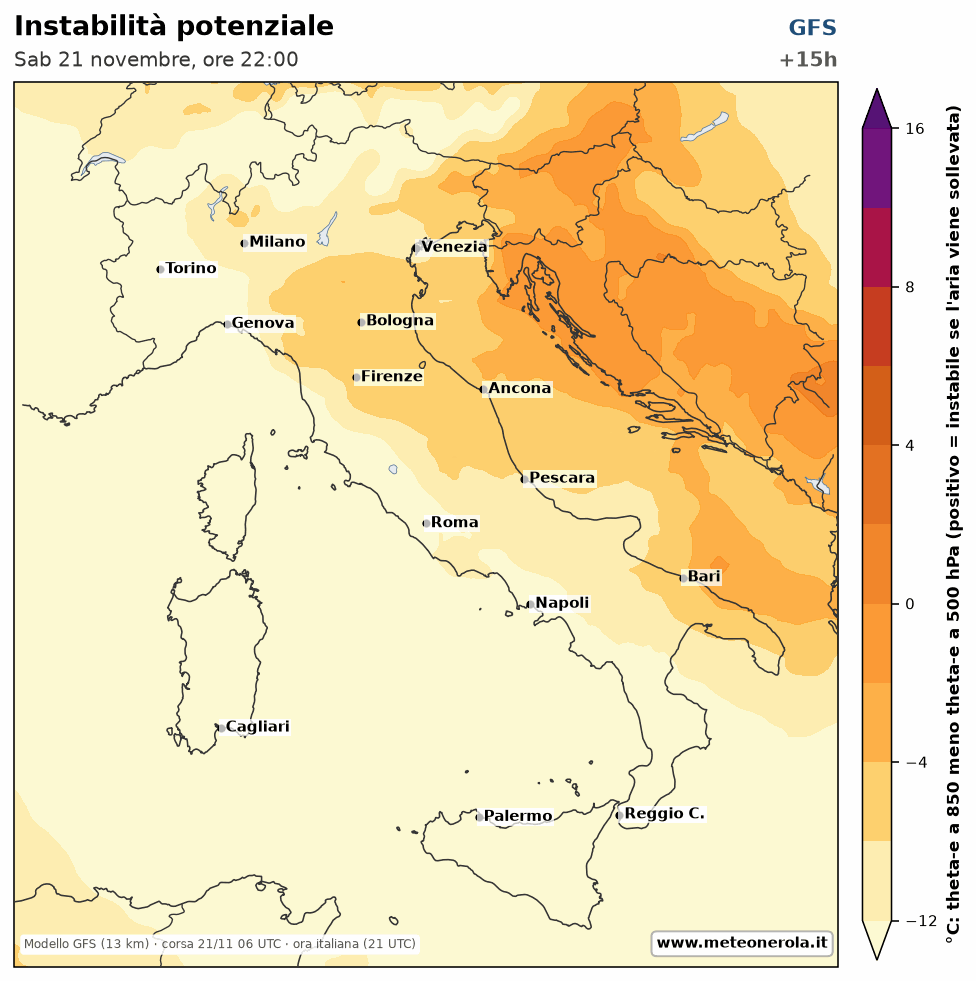 Instabilità potenziale
GFS
Sab 21 novembre, ore 22:00
+15h
Milano
Venezia
Torino
Genova
Bologna
Firenze
Ancona
Pescara
Roma
Bari
Napoli
Cagliari
Palermo
Reggio C.
Modello GFS (13 km) · corsa 21/11 06 UTC · ora italiana (21 UTC)
www.meteonerola.it
16
8
4
0
−4
−12
°C: theta-e a 850 meno theta-e a 500 hPa (positivo = instabile se l'aria viene sollevata)